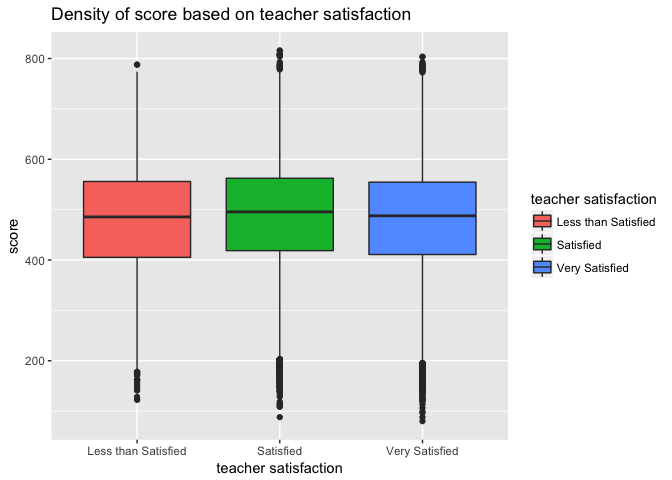 Density of score based on teacher satisfaction
score
800
600
400
200
Less than Satisfied
Satisfied
Very Satisfied
teacher satisfaction
teacher satisfaction
Less than Satisfied
Satisfied
Very Satisfied